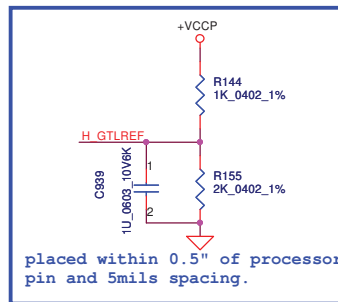 +VCCP
R144
1K_0402_1%
H_GTLREF
1
C939
1U_0603_10V6K
2
R155
2K_0402_1%
placed within 0.5" of processor
pin and 5mils spacing.